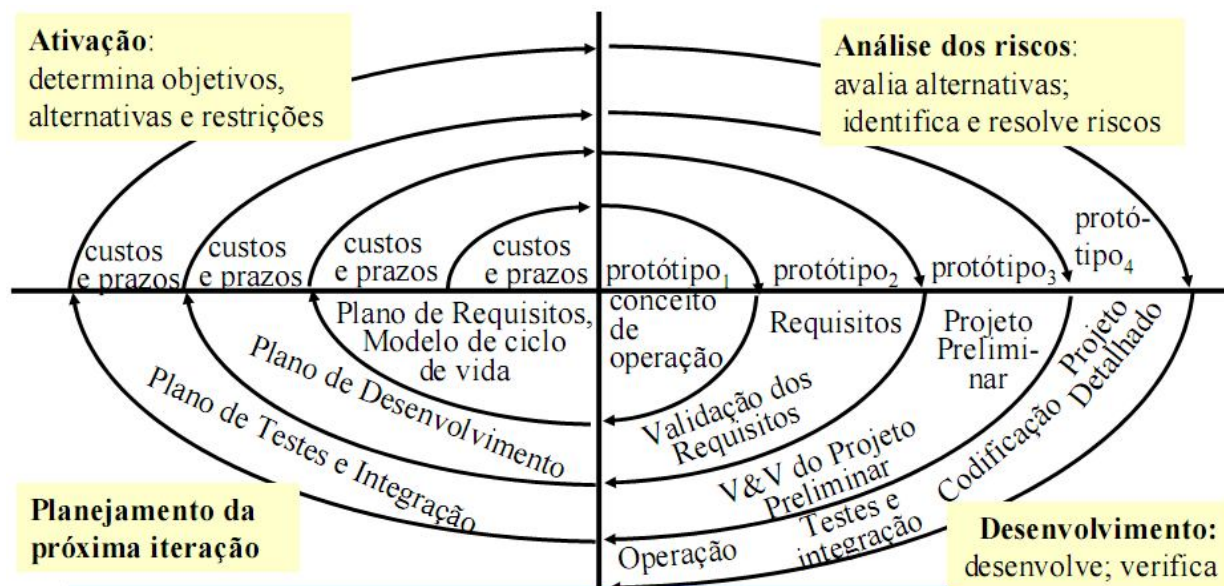 Ativação:
determina objetivos,
alternativas e restrições
Análise dos riscos:
avalia alternativas;
identifica e resolve riscos
custos
e prazos
custos
e prazos
custos
e prazos
custos
e prazos
protótipo1
protótipo2
protótipo3
protó-
tipo4
Plano de Requisitos,
Modelo de ciclo
de vida
Plano de Desenvolvimento
Plano de Testes e Integração
conceito
de
operação
Requisitos
Projeto
Prelimi-
nar
Projeto
Detalhado
Validação dos
Requisitos
V&V do Projeto
Preliminar
Codificação
Testes e
integração
Operação
Planejamento da
próxima iteração
Desenvolvimento:
desenvolve; verifica